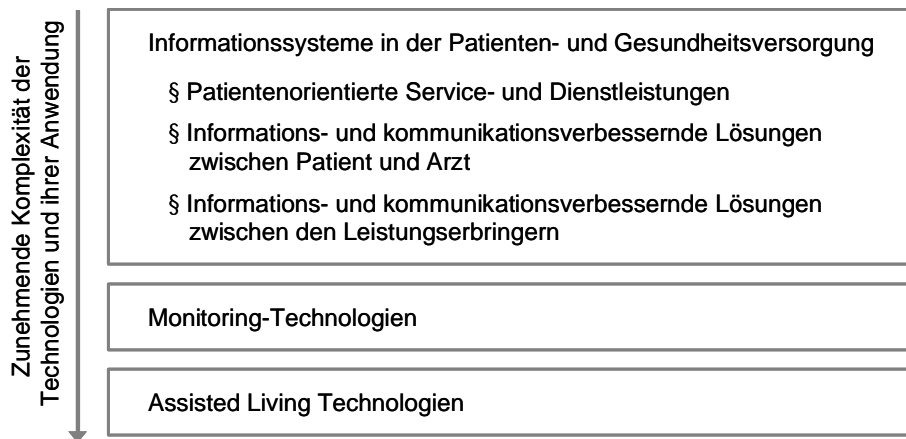 Zunehmende Komplexität der
Technologien und ihrer Anwendung
Informationssysteme in der Patienten- und Gesundheitsversorgung
§ Patientenorientierte Service- und Dienstleistungen
§ Informations- und kommunikationsverbessernde Lösungen
zwischen Patient und Arzt
§ Informations- und kommunikationsverbessernde Lösungen
zwischen den Leistungserbringern
Monitoring-Technologien
Assisted Living Technologien